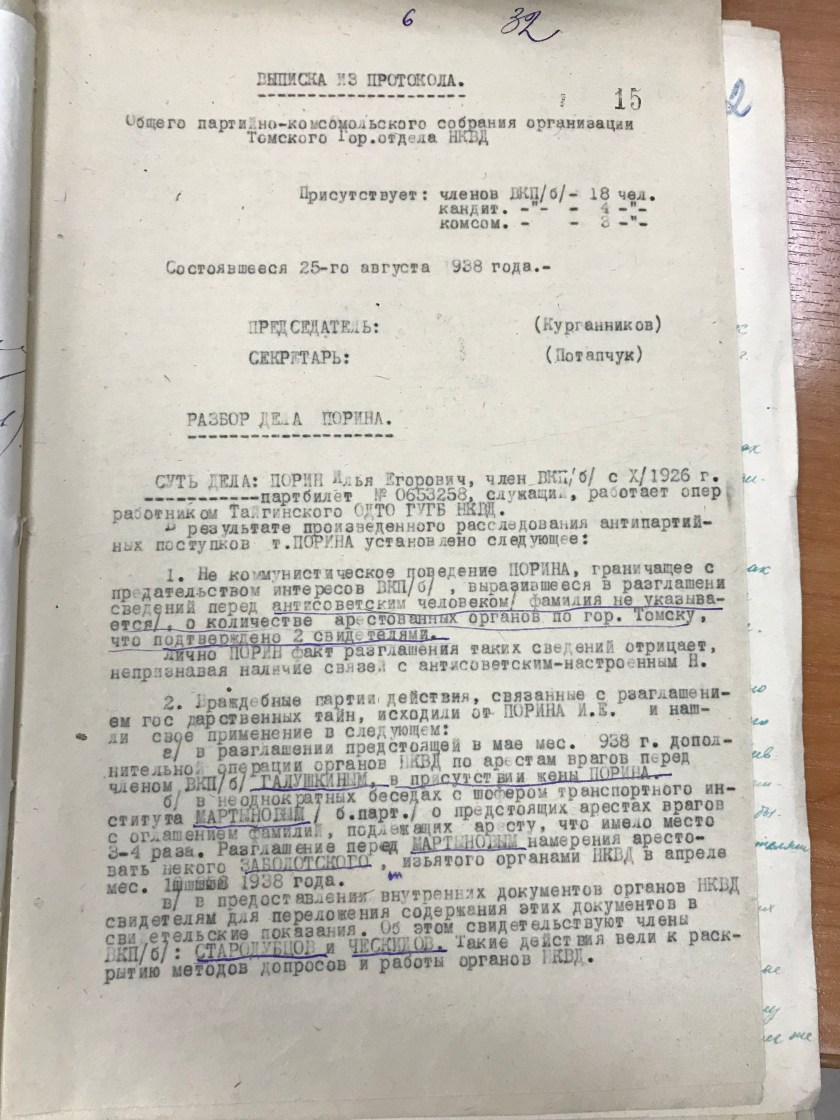 6 32
ВЫПИСКА ИЗ ПРОТОКОЛА.
15
Общего партийно-комсомольского собрания организации
Томского Гор.отдела НКВД
Присутствует: членов ВКП/б/- 18 чел.
кандит. -"- - 4 -"-
комсом. - - 3 -"-
Состоявшееся 25-го августа 938 года.-
ПРЕДСЕДАТЕЛЬ: (Курганников)
СЕКРЕТАРЬ: (Потапчук)
РАЗБОР ДЕЛА ПОРИНА.
СУТЬ ДЕЛА: ПОРИН Илья Егорович, член ВКП/б/ с X/1926 г.
партбилет № 0653258, служащий, работает опер
работником Тайгинского ОДТО ГУГБ НКВД.
В результате произведенного расследования антипартий-
ных поступков т.ПОРИНА установлено следующее:
1. Не коммунистическое поведение ПОРИНА, граничащее с
предательством интересов ВКП/б/ , выразившееся в разглашени
сведений перед антисоветским человеком/ фамилия не указыва-
ется/, о количестве арестованных органов по гор. Томску,
что подтверждено 2 свидетелями.
Лично ПОРИН факт разглашения таких сведений отрицает,
непризнавая наличие связей с антисоветским-настроенным Н.
2. Враждебные партии действия, связанные с рзаглашени-
ем гос дарственных тайн, исходили от ПОРИНА И.Е. и наш-
ли свое применение в следующем:
а/ в разглашении предстоящей в мае мес. 938 г. допол-
нительной операции органов НКВД по арестам врагов перед
членом ВКП/б/ ГАЛУШКИНЫМ, в присутствии жены ПОРИНА.
б/ в неоднократных беседах с шофером транспортного ин-
ститута МАРТЫНОВЫМ / б.парт./ о предстоящих арестах врагов
с оглашением фамилий, подлежащих аресту, что имело место
3-4 раза. Разглашение перед МАРТЫНОВЫМ намерения аресто-
вать некого ЗАБОЛОТСКОГО , изъятого органами НКВД в апреле
мес. 1938 года.
в/ в предоставлении внутренних документов органов НКВД
свидетелям для переложения содержания этих документов в
свидетельские показания. Об этом свидетельствуют члены
ВКП/б/: СТАРОДУБЦОВ и ЧЕСКИДОВ. Такие действия вели к раск-
рытию методов допросов и работы органов НКВД.